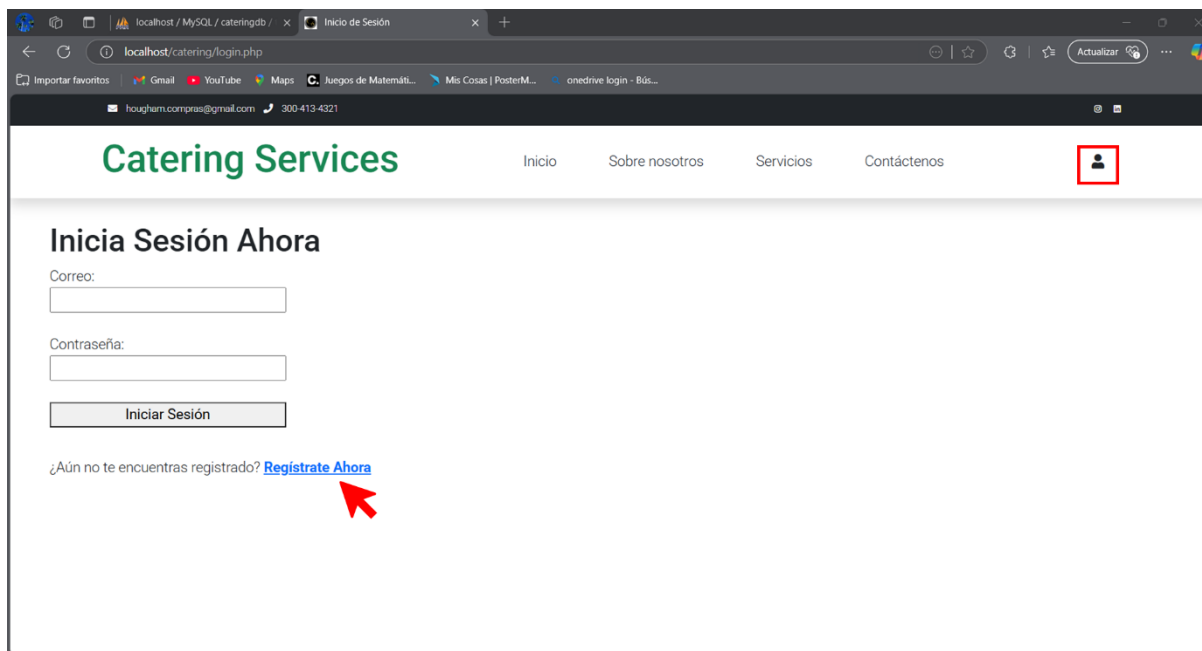 localhost / MySQL / cateringdb /
Inicio de Sesión
localhost/catering/login.php
Actualizar
Importar favoritos
Gmail
YouTube
Maps
Juegos de Matemáti...
Mis Cosas | PosterM...
onedrive login - Bús...
hougham.compras@gmail.com 300-413-4321
Catering Services
Inicio
Sobre nosotros
Servicios
Contáctenos
Inicia Sesión Ahora
Correo:
Contraseña:
Iniciar Sesión
¿Aún no te encuentras registrado? Regístrate Ahora